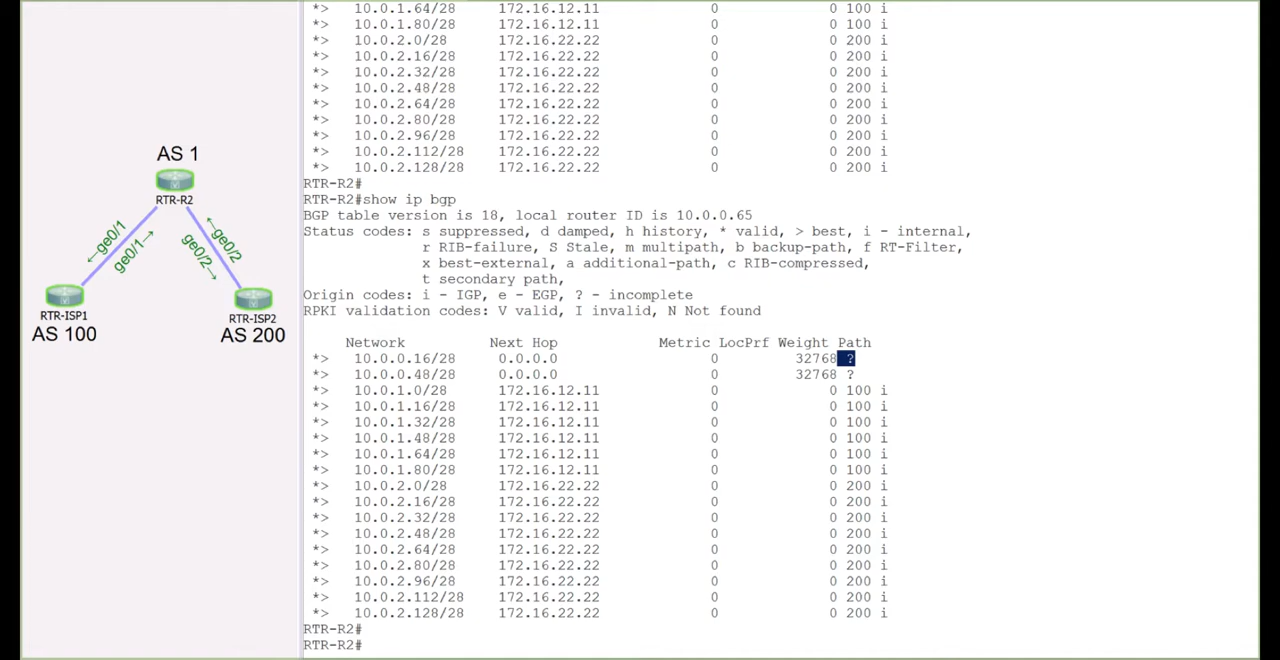 AS 1
RTR-R2
←ge0/1
ge0/1→
←ge0/2
ge0/2→
RTR-ISP1
AS 100
RTR-ISP2
AS 200
*> 10.0.1.64/28 172.16.12.11 0 0 100 i
*> 10.0.1.80/28 172.16.12.11 0 0 100 i
*> 10.0.2.0/28 172.16.22.22 0 0 200 i
*> 10.0.2.16/28 172.16.22.22 0 0 200 i
*> 10.0.2.32/28 172.16.22.22 0 0 200 i
*> 10.0.2.48/28 172.16.22.22 0 0 200 i
*> 10.0.2.64/28 172.16.22.22 0 0 200 i
*> 10.0.2.80/28 172.16.22.22 0 0 200 i
*> 10.0.2.96/28 172.16.22.22 0 0 200 i
*> 10.0.2.112/28 172.16.22.22 0 0 200 i
*> 10.0.2.128/28 172.16.22.22 0 0 200 i
RTR-R2#
RTR-R2#show ip bgp
BGP table version is 18, local router ID is 10.0.0.65
Status codes: s suppressed, d damped, h history, * valid, > best, i - internal,
r RIB-failure, S Stale, m multipath, b backup-path, f RT-Filter,
x best-external, a additional-path, c RIB-compressed,
t secondary path,
Origin codes: i - IGP, e - EGP, ? - incomplete
RPKI validation codes: V valid, I invalid, N Not found
Network Next Hop Metric LocPrf Weight Path
*> 10.0.0.16/28 0.0.0.0 0 32768 ?
*> 10.0.0.48/28 0.0.0.0 0 32768 ?
*> 10.0.1.0/28 172.16.12.11 0 0 100 i
*> 10.0.1.16/28 172.16.12.11 0 0 100 i
*> 10.0.1.32/28 172.16.12.11 0 0 100 i
*> 10.0.1.48/28 172.16.12.11 0 0 100 i
*> 10.0.1.64/28 172.16.12.11 0 0 100 i
*> 10.0.1.80/28 172.16.12.11 0 0 100 i
*> 10.0.2.0/28 172.16.22.22 0 0 200 i
*> 10.0.2.16/28 172.16.22.22 0 0 200 i
*> 10.0.2.32/28 172.16.22.22 0 0 200 i
*> 10.0.2.48/28 172.16.22.22 0 0 200 i
*> 10.0.2.64/28 172.16.22.22 0 0 200 i
*> 10.0.2.80/28 172.16.22.22 0 0 200 i
*> 10.0.2.96/28 172.16.22.22 0 0 200 i
*> 10.0.2.112/28 172.16.22.22 0 0 200 i
*> 10.0.2.128/28 172.16.22.22 0 0 200 i
RTR-R2#
RTR-R2#